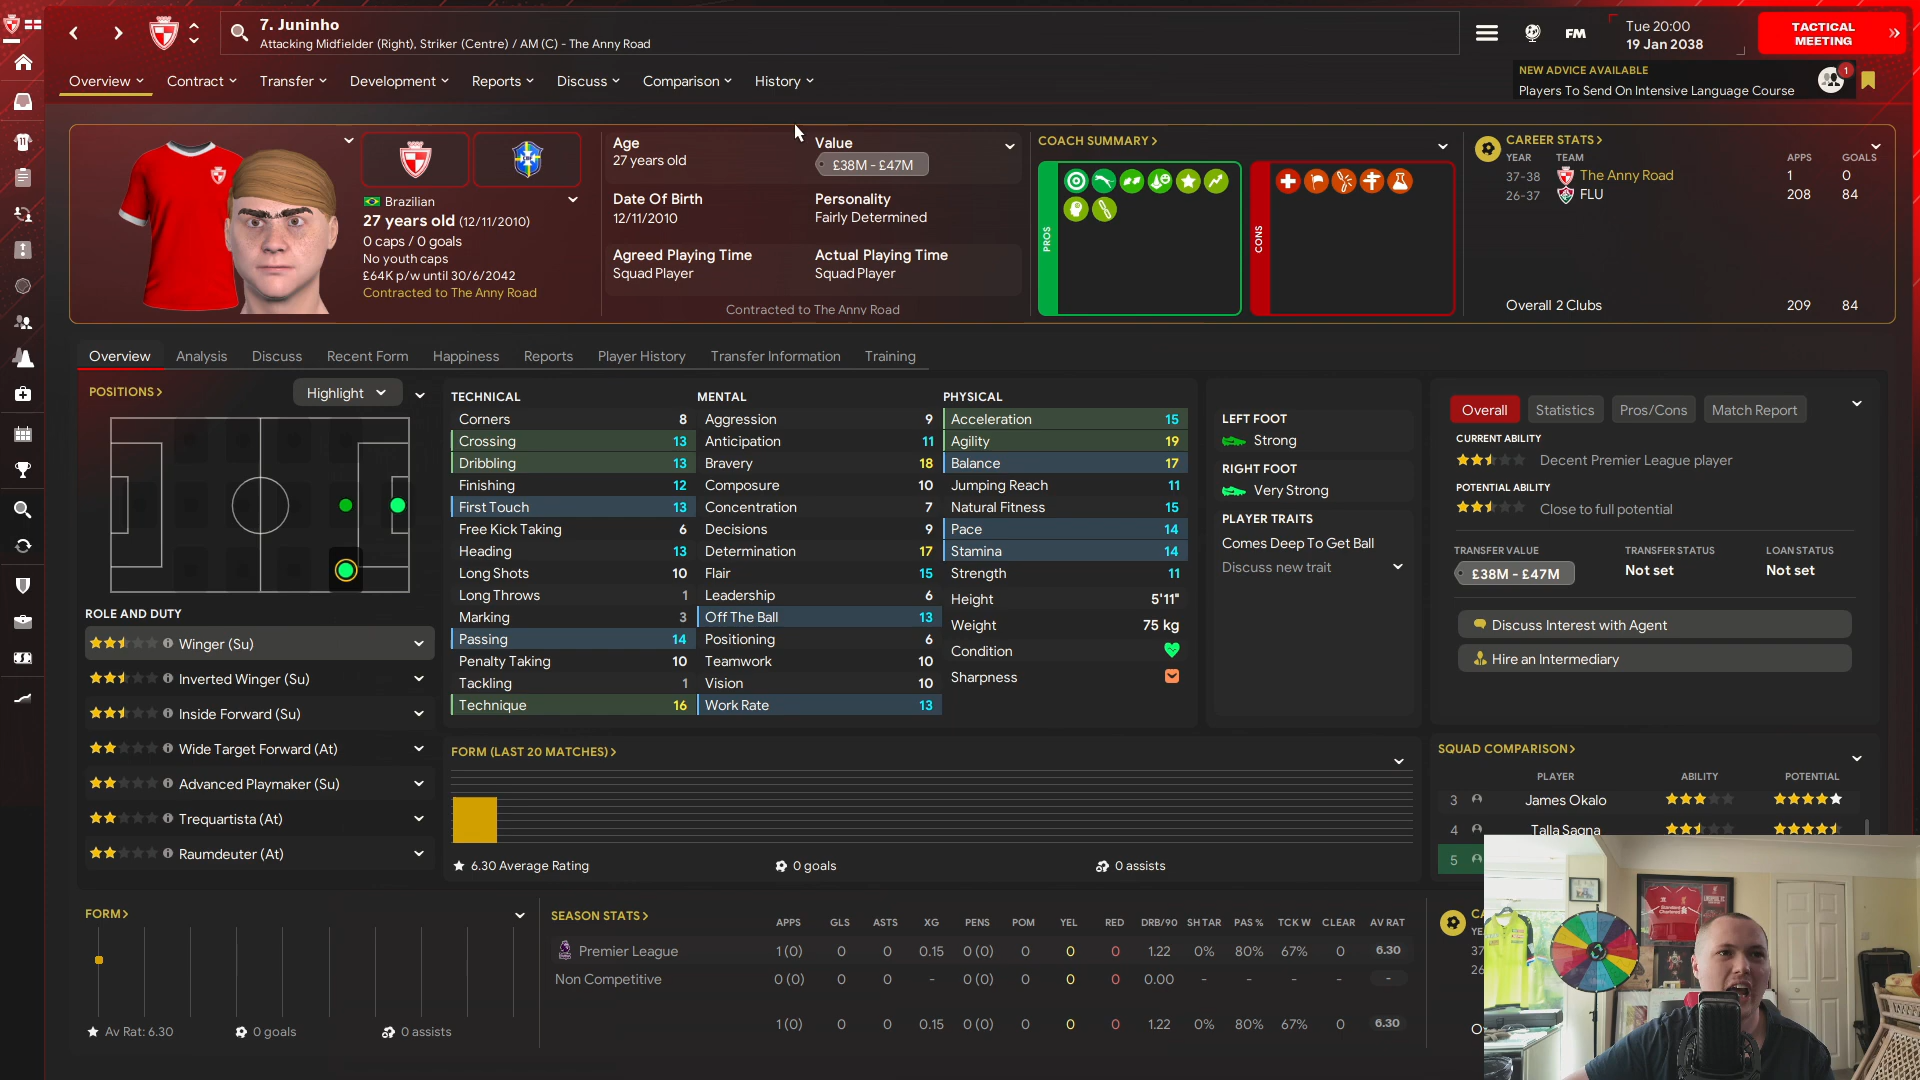 7. Juninho
Attacking Midfielder (Right), Striker (Centre) / AM (C) - The Anny Road
FM
Tue 20:00
19 Jan 2038
TACTICAL
MEETING
Overview
Contract
Transfer
Development
Reports
Discuss
Comparison
History
NEW ADVICE AVAILABLE
Players To Send On Intensive Language Course
1
Brazilian
27 years old (12/11/2010)
0 caps / 0 goals
No youth caps
£64K p/w until 30/6/2042
Contracted to The Anny Road
Age
27 years old
Value
£38M - £47M
Date Of Birth
12/11/2010
Personality
Fairly Determined
Agreed Playing Time
Squad Player
Actual Playing Time
Squad Player
Contracted to The Anny Road
COACH SUMMARY >
PROS
CONS
CAREER STATS >
YEAR TEAM APPS GOALS
37-38 The Anny Road 1 0
26-37 FLU 208 84
Overall 2 Clubs 209 84
Overview Analysis Discuss Recent Form Happiness Reports Player History Transfer Information Training
POSITIONS >
Highlight
ROLE AND DUTY
Winger (Su)
Inverted Winger (Su)
Inside Forward (Su)
Wide Target Forward (At)
Advanced Playmaker (Su)
Trequartista (At)
Raumdeuter (At)
TECHNICAL
Corners 8
Crossing 13
Dribbling 13
Finishing 12
First Touch 13
Free Kick Taking 6
Heading 13
Long Shots 10
Long Throws 1
Marking 3
Passing 14
Penalty Taking 10
Tackling 1
Technique 16
MENTAL
Aggression 9
Anticipation 11
Bravery 18
Composure 10
Concentration 7
Decisions 9
Determination 17
Flair 15
Leadership 6
Off The Ball 13
Positioning 6
Teamwork 10
Vision 10
Work Rate 13
PHYSICAL
Acceleration 15
Agility 19
Balance 17
Jumping Reach 11
Natural Fitness 15
Pace 14
Stamina 14
Strength 11
Height 5'11"
Weight 75 kg
Condition
Sharpness
LEFT FOOT
Strong
RIGHT FOOT
Very Strong
PLAYER TRAITS
Comes Deep To Get Ball
Discuss new trait
Overall Statistics Pros/Cons Match Report
CURRENT ABILITY
Decent Premier League player
POTENTIAL ABILITY
Close to full potential
TRANSFER VALUE
£38M - £47M
TRANSFER STATUS
Not set
LOAN STATUS
Not set
Discuss Interest with Agent
Hire an Intermediary
FORM (LAST 20 MATCHES) >
6.30 Average Rating
0 goals
0 assists
SQUAD COMPARISON >
PLAYER ABILITY POTENTIAL
3 James Okalo
4 Talla Sagna
5
FORM >
Av Rat: 6.30
0 goals
0 assists
SEASON STATS > APPS GLS ASTS XG PENS POM YEL RED DRB/90 SH TAR PAS % TCK W CLEAR AV RAT
Premier League 1 (0) 0 0 0.15 0 (0) 0 0 0 1.22 0% 80% 67% 0 6.30
Non Competitive 0 (0) 0 0 - 0 (0) 0 0 0 0.00 - - - 0 -
1 (0) 0 0 0.15 0 (0) 0 0 0 1.22 0% 80% 67% 0 6.30